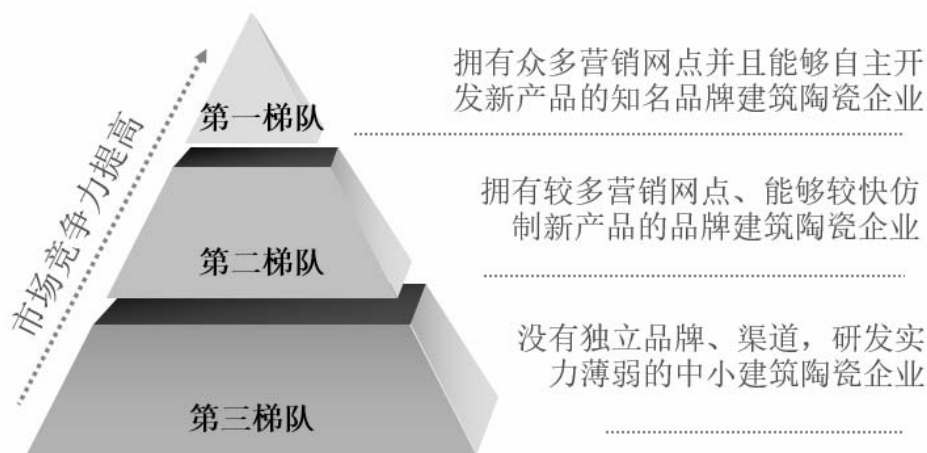 拥有众多营销网点并且能够自主开
发新产品的知名品牌建筑陶瓷企业
第一梯队
市场竞争力提高
拥有较多营销网点、能够较快仿
制新产品的品牌建筑陶瓷企业
第二梯队
没有独立品牌、渠道，研发实
力薄弱的中小建筑陶瓷企业
第三梯队